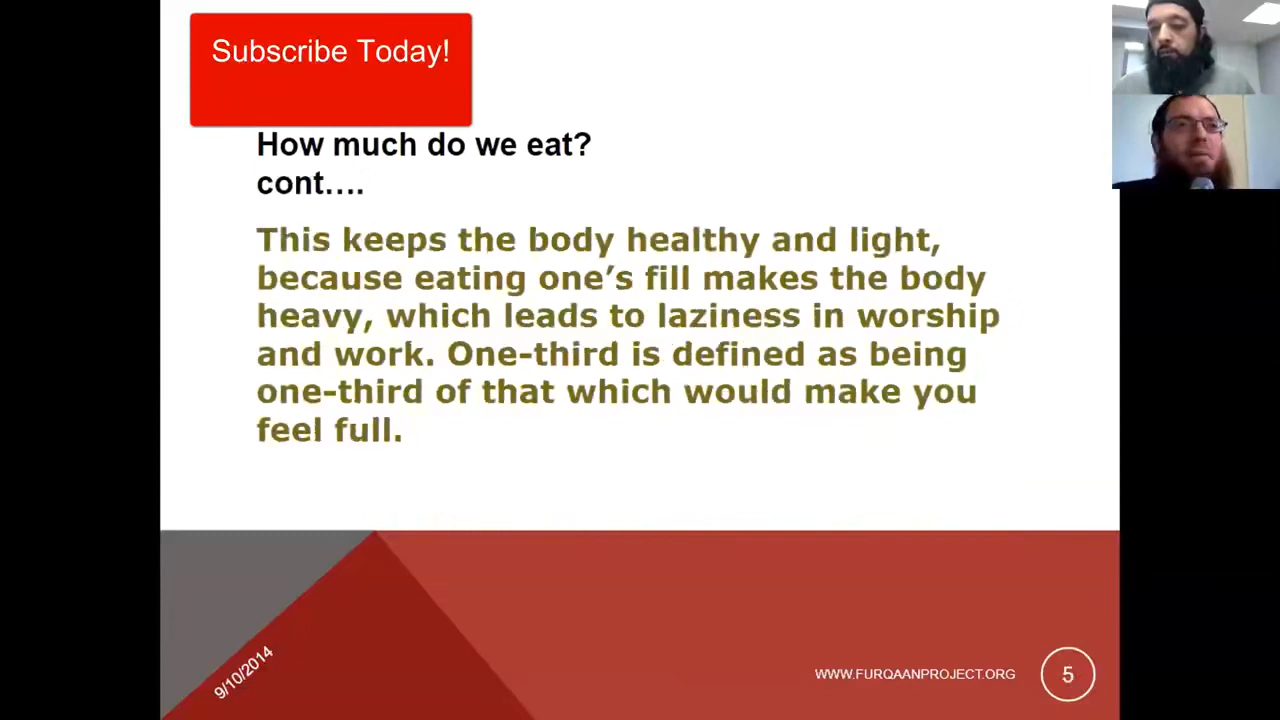 Subscribe Today!
How much do we eat?
cont….
This keeps the body healthy and light,
because eating one’s fill makes the body
heavy, which leads to laziness in worship
and work. One-third is defined as being
one-third of that which would make you
feel full.
9/10/2014
WWW.FURQAANPROJECT.ORG
5